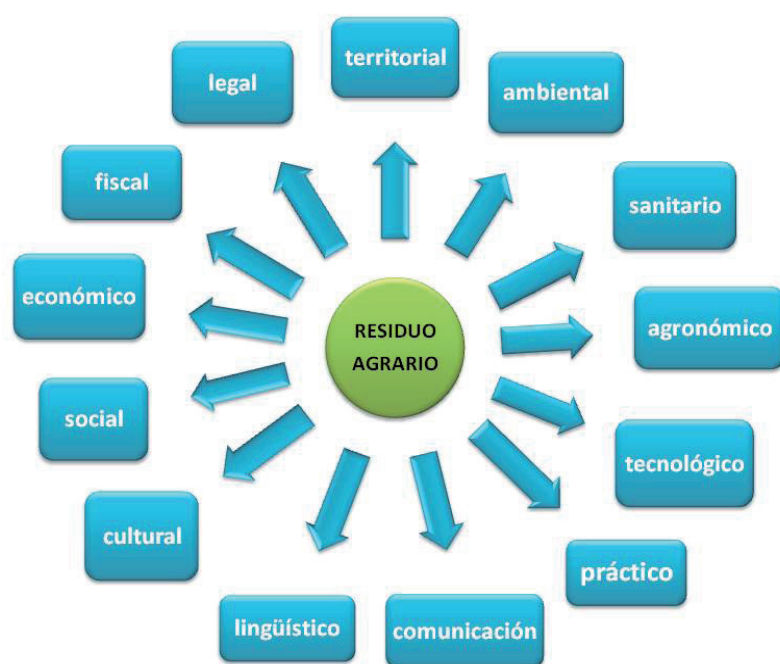 territorial
legal
ambiental
fiscal
sanitario
económico
RESIDUO
AGRARIO
agronómico
social
tecnológico
cultural
práctico
lingüístico
comunicación